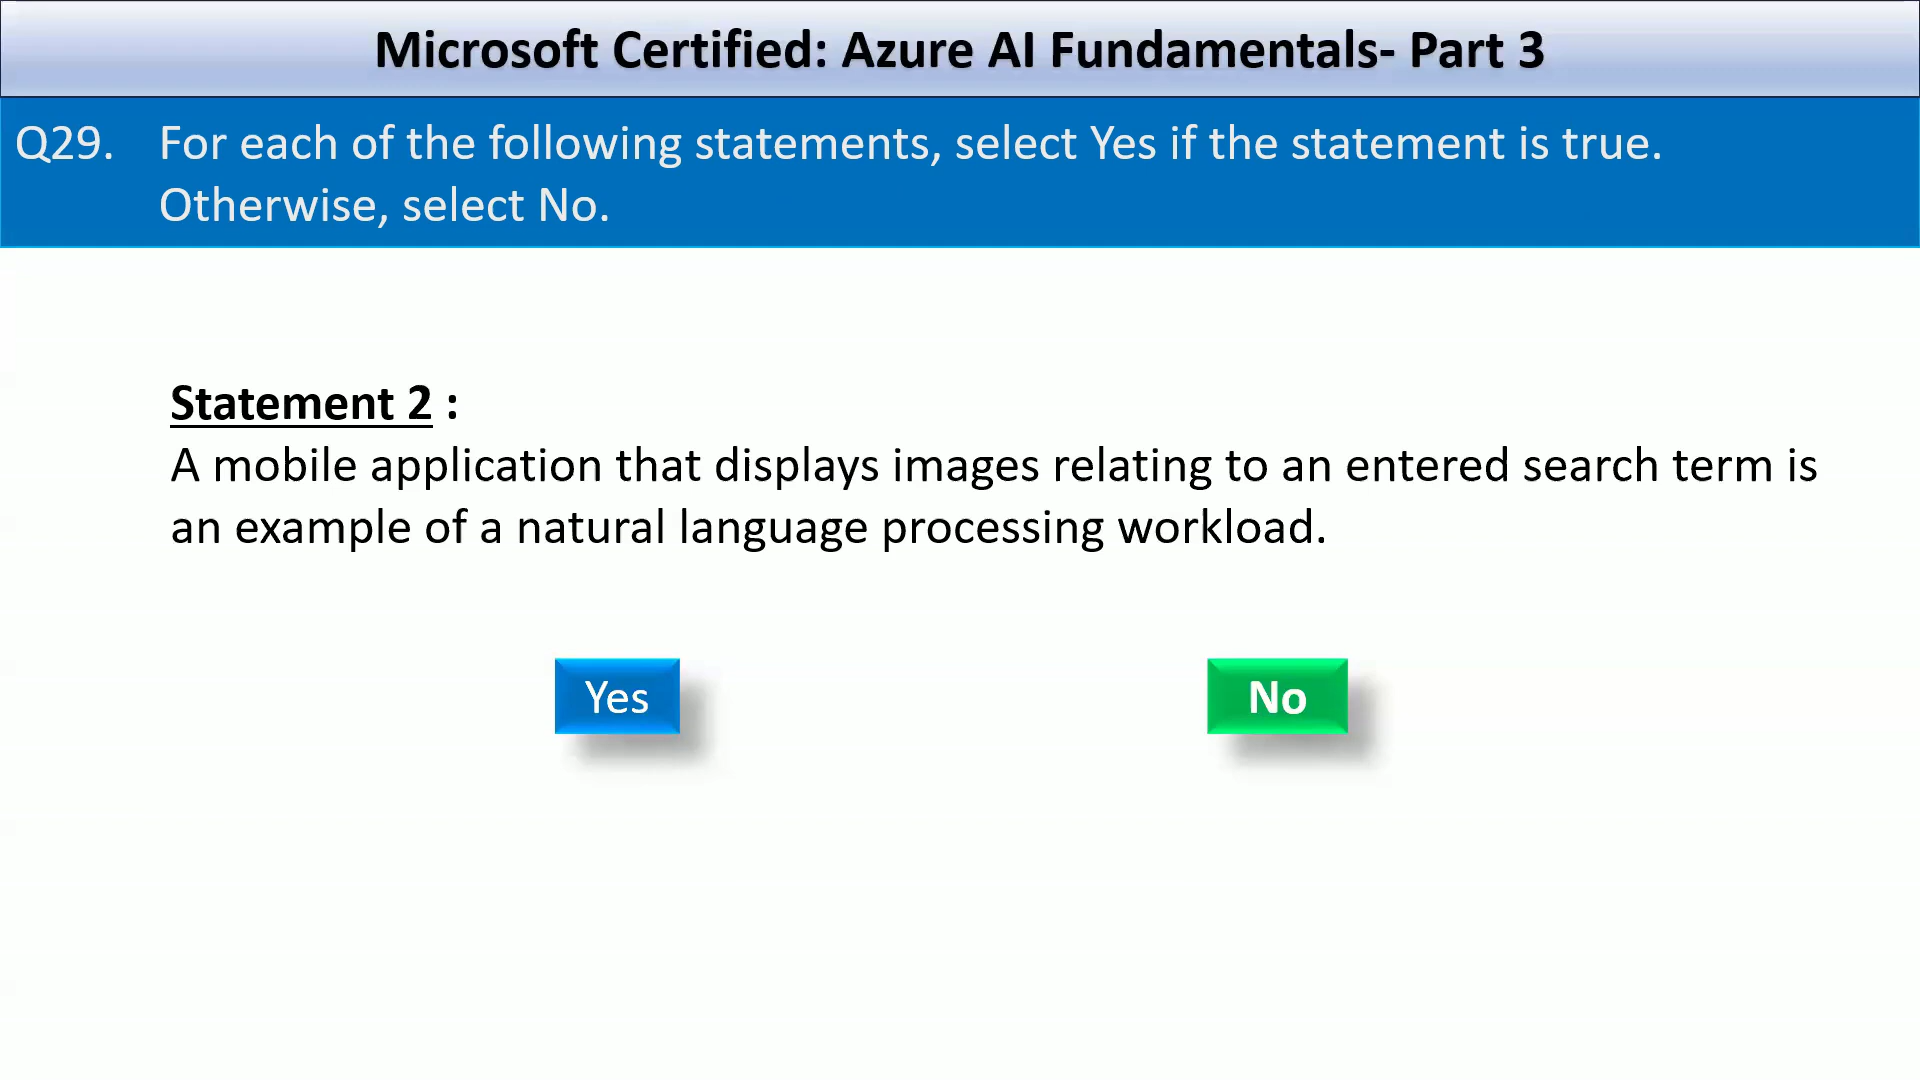 Microsoft Certified: Azure AI Fundamentals- Part 3
Q29. For each of the following statements, select Yes if the statement is true.
Otherwise, select No.
Statement 2 :
A mobile application that displays images relating to an entered search term is
an example of a natural language processing workload.
Yes
No